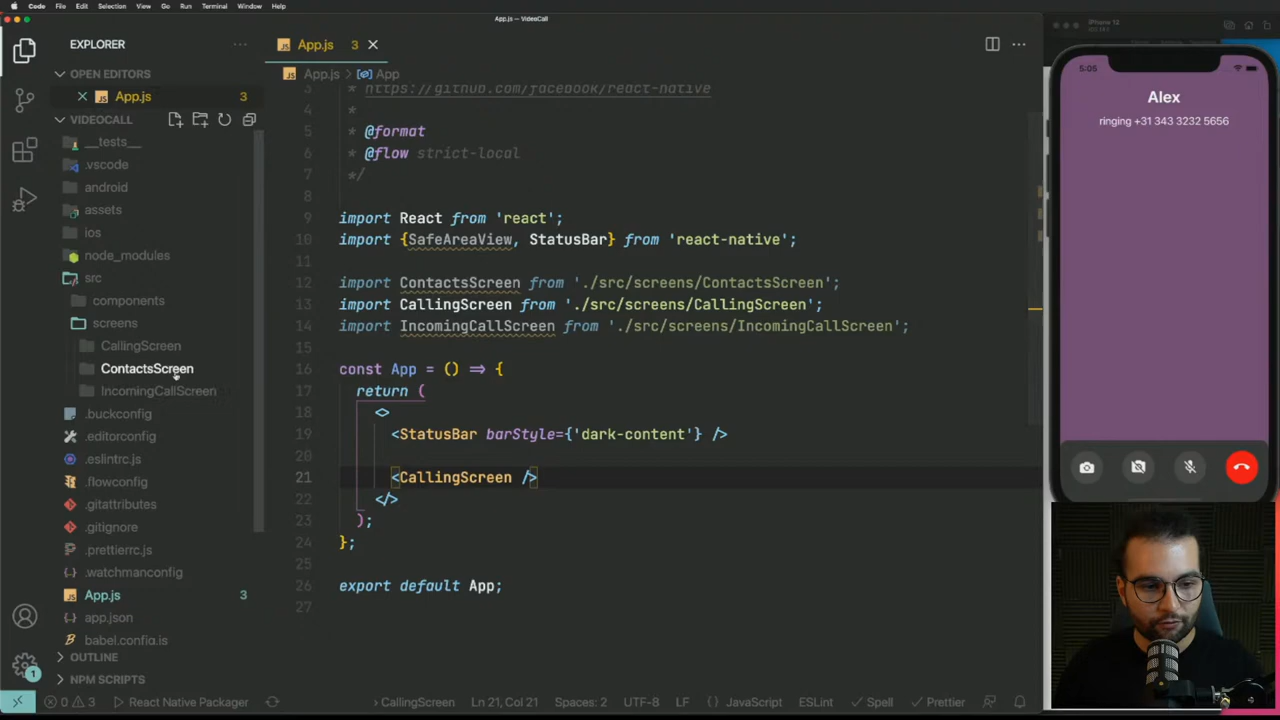 Code File Edit Selection View Go Run Terminal Window Help
App.js — VideoCall
EXPLORER
OPEN EDITORS
App.js 3
VIDEOCALL
__tests__
.vscode
android
assets
ios
node_modules
src
components
screens
CallingScreen
ContactsScreen
IncomingCallScreen
.buckconfig
.editorconfig
.eslintrc.js
.flowconfig
.gitattributes
.gitignore
.prettierrc.js
.watchmanconfig
App.js 3
app.json
babel.config.js
OUTLINE
NPM SCRIPTS
App.js 3
App.js > App
3 * https://github.com/facebook/react-native
4 *
5 * @format
6 * @flow strict-local
7 */
8
9 import React from 'react';
10 import {SafeAreaView, StatusBar} from 'react-native';
11
12 import ContactsScreen from './src/screens/ContactsScreen';
13 import CallingScreen from './src/screens/CallingScreen';
14 import IncomingCallScreen from './src/screens/IncomingCallScreen';
15
16 const App = () => {
17 return (
18 <>
19 <StatusBar barStyle={'dark-content'} />
20
21 <CallingScreen />
22 </>
23 );
24 };
25
26 export default App;
27
1
0 3 React Native Packager CallingScreen Ln 21, Col 21 Spaces: 2 UTF-8 LF {} JavaScript ESLint Spell Prettier
iPhone 12
5:05
Alex
ringing +31 343 3232 5656